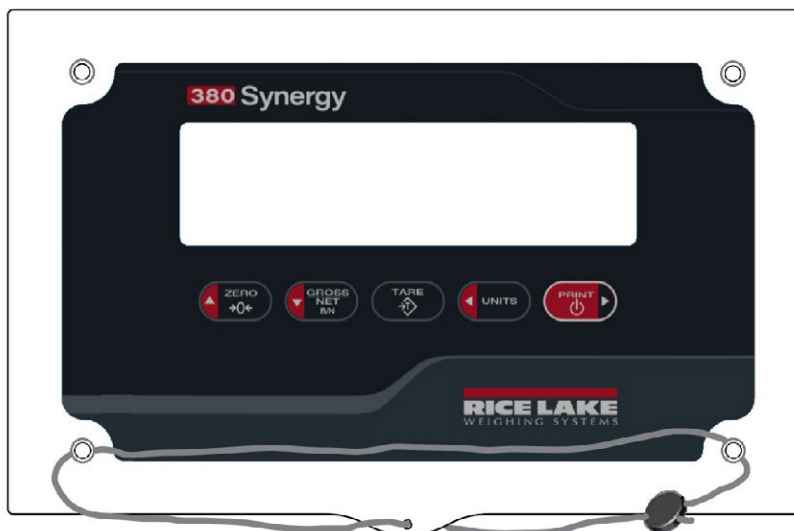 380 Synergy
ZERO
→0←
GROSS
NET
B/N
TARE
T
UNITS
PRINT
RICE LAKE
WEIGHING SYSTEMS